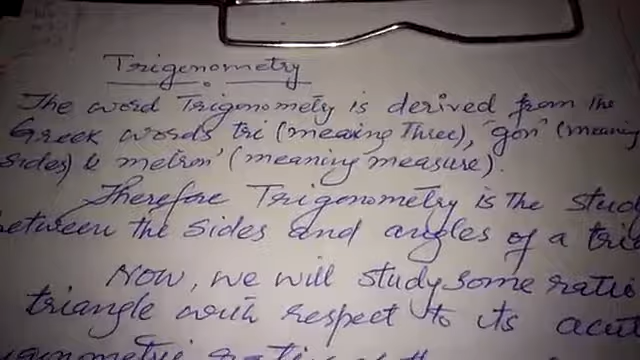 Trigonometry
The word Trigonometry is derived from the
Greek words tri (meaning Three), 'gon' (meaning
sides) & metron' (meaning measure).
Therefore Trigonometry is the stud
between the sides and angles of a tria
Now, we will study some ratio
triangle with respect to its acut